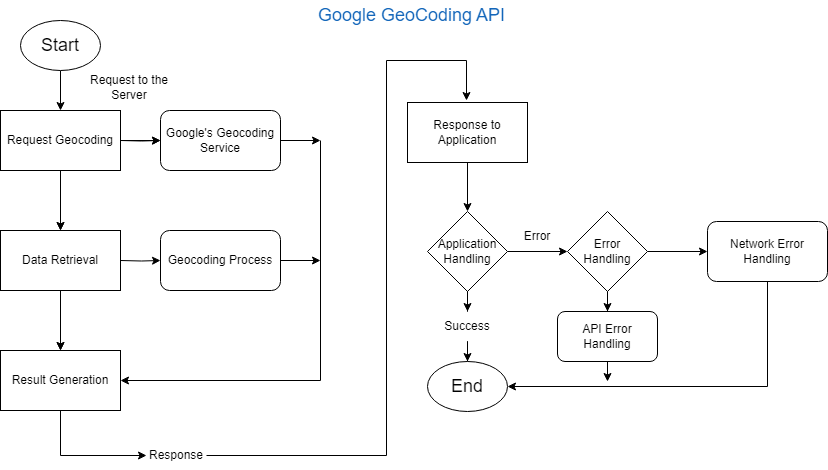 Google GeoCoding API
Start
Request to the
Server
Request Geocoding
Google's Geocoding
Service
Data Retrieval
Geocoding Process
Result Generation
Response
Response to
Application
Application
Handling
Error
Error
Handling
Network Error
Handling
Success
API Error
Handling
End